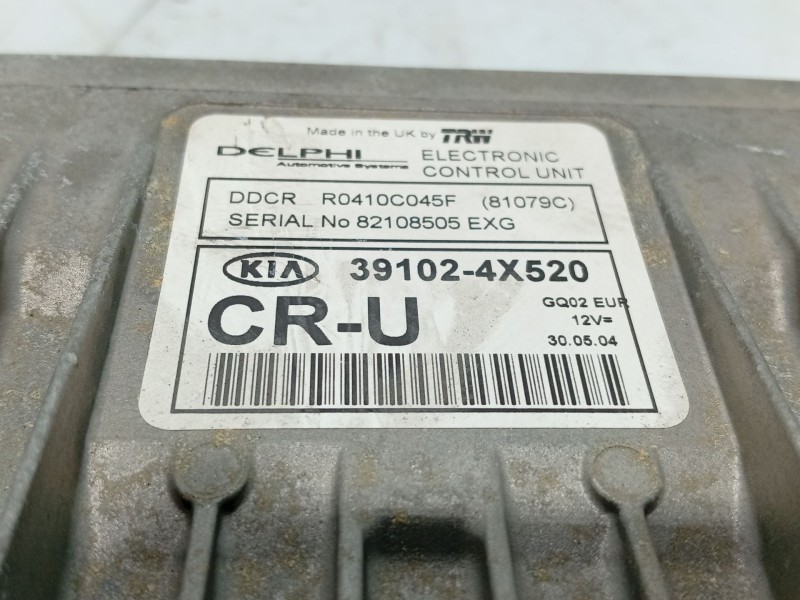 Made in the UK by TRW
DELPHI
Automotive Systems
ELECTRONIC
CONTROL UNIT
DDCR R0410C045F (81079C)
SERIAL No 82108505 EXG
KIA 39102-4X520
CR-U
GQ02 EUR
12V=
30.05.04